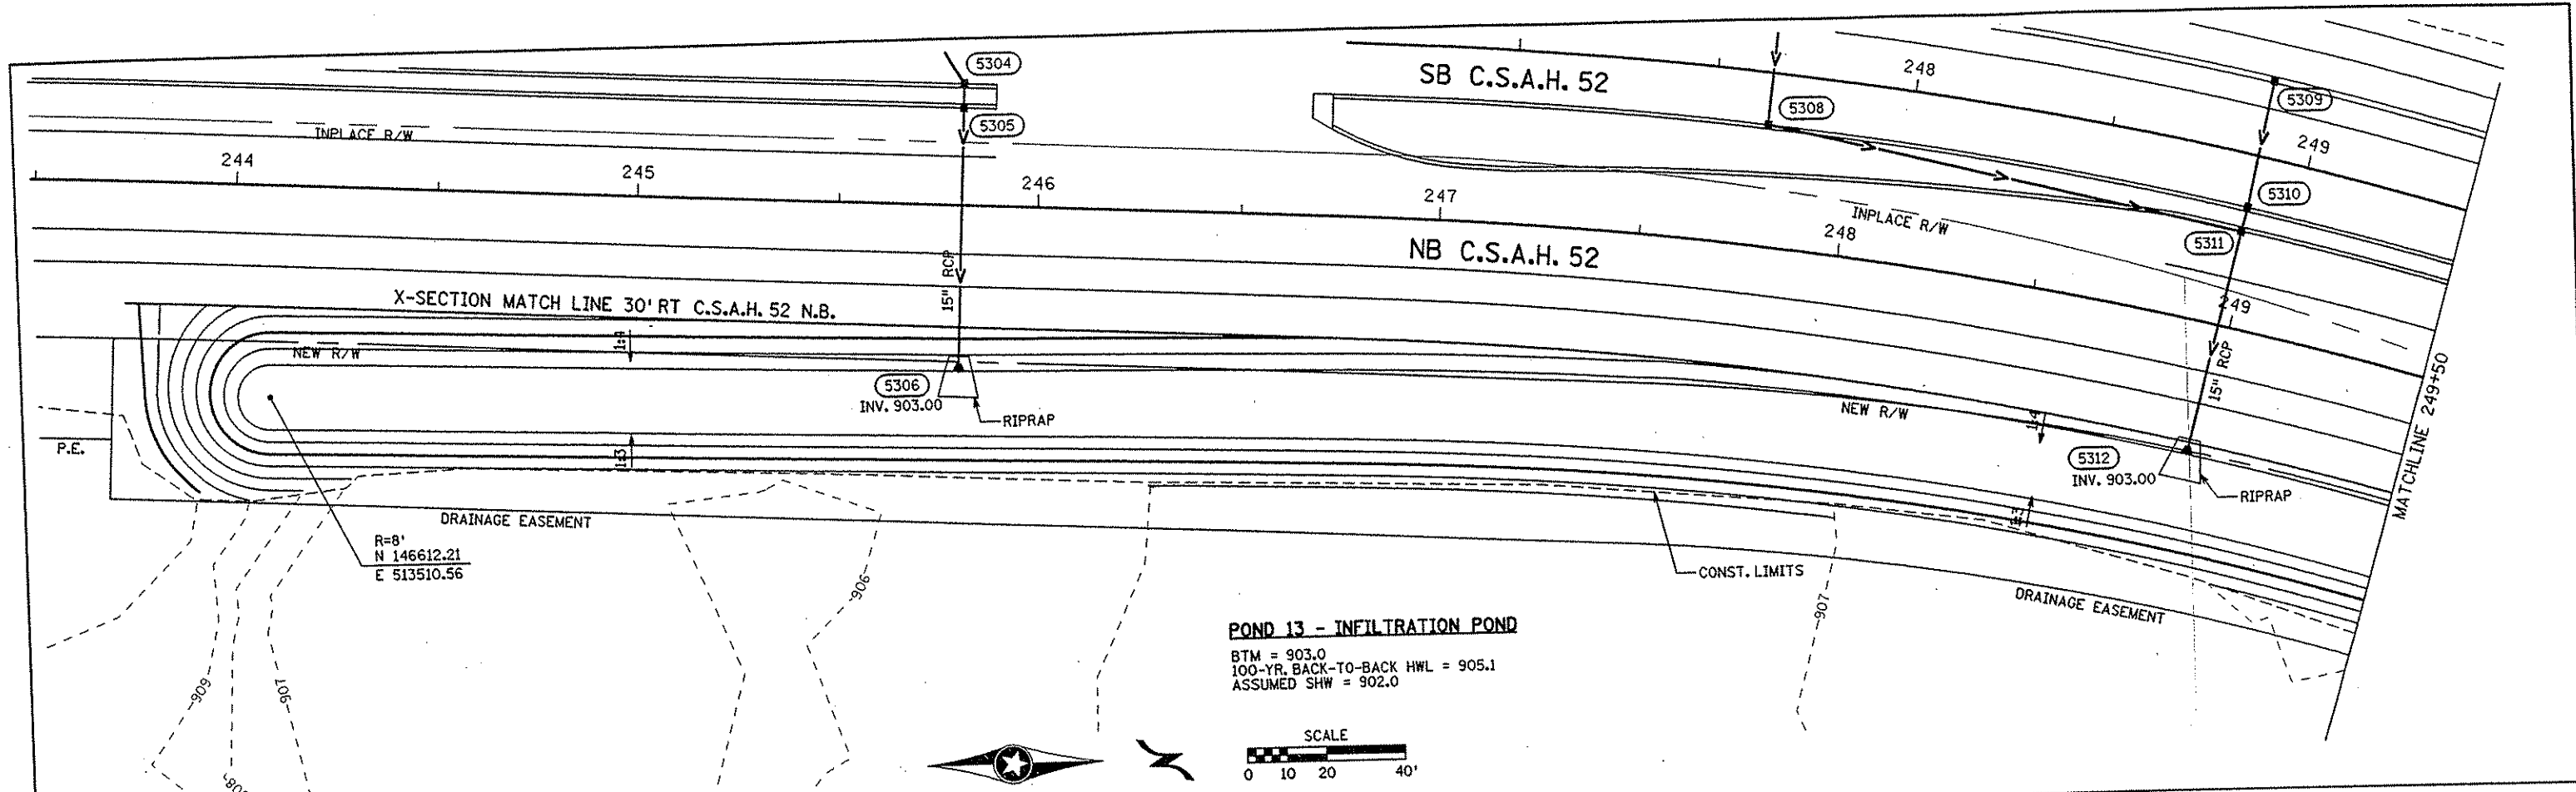 5304
SB C.S.A.H. 52
248
5309
5308
5305
INPLACE R/W
249
244
245
246
247
5310
INPLACE R/W
248
5311
NB C.S.A.H. 52
15" RCP
X-SECTION MATCH LINE 30' RT C.S.A.H. 52 N.B.
249
1:4
NEW R/W
15" RCP
MATCHLINE 249+50
5306
INV. 903.00
RIPRAP
NEW R/W
1:4
P.E.
1:3
5312
INV. 903.00
RIPRAP
DRAINAGE EASEMENT
1:3
R=8'
N 146612.21
E 513510.56
CONST. LIMITS
906
907
DRAINAGE EASEMENT
909
907
908
POND 13 - INFILTRATION POND
BTM = 903.0
100-YR. BACK-TO-BACK HWL = 905.1
ASSUMED SHW = 902.0
SCALE
0 10 20 40'